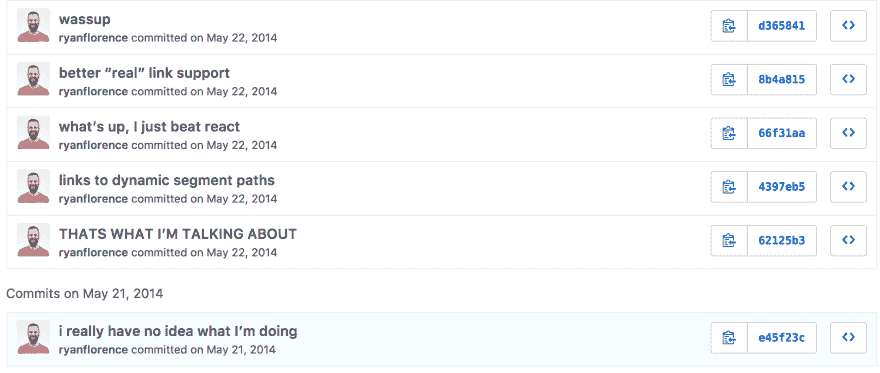 wassup
ryanflorence committed on May 22, 2014
d365841
better “real” link support
ryanflorence committed on May 22, 2014
8b4a815
what’s up, I just beat react
ryanflorence committed on May 22, 2014
66f31aa
links to dynamic segment paths
ryanflorence committed on May 22, 2014
4397eb5
THATS WHAT I’M TALKING ABOUT
ryanflorence committed on May 22, 2014
62125b3
Commits on May 21, 2014
i really have no idea what I’m doing
ryanflorence committed on May 21, 2014
e45f23c